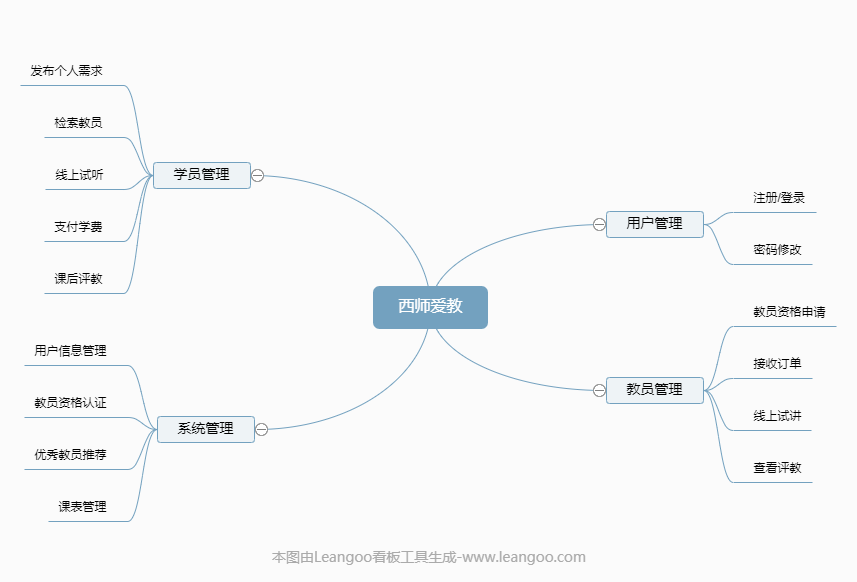 西师爱教
学员管理
发布个人需求
检索教员
线上试听
支付学费
课后评教
系统管理
用户信息管理
教员资格认证
优秀教员推荐
课表管理
用户管理
注册/登录
密码修改
教员管理
教员资格申请
接收订单
线上试讲
查看评教
本图由Leangoo看板工具生成-www.leangoo.com